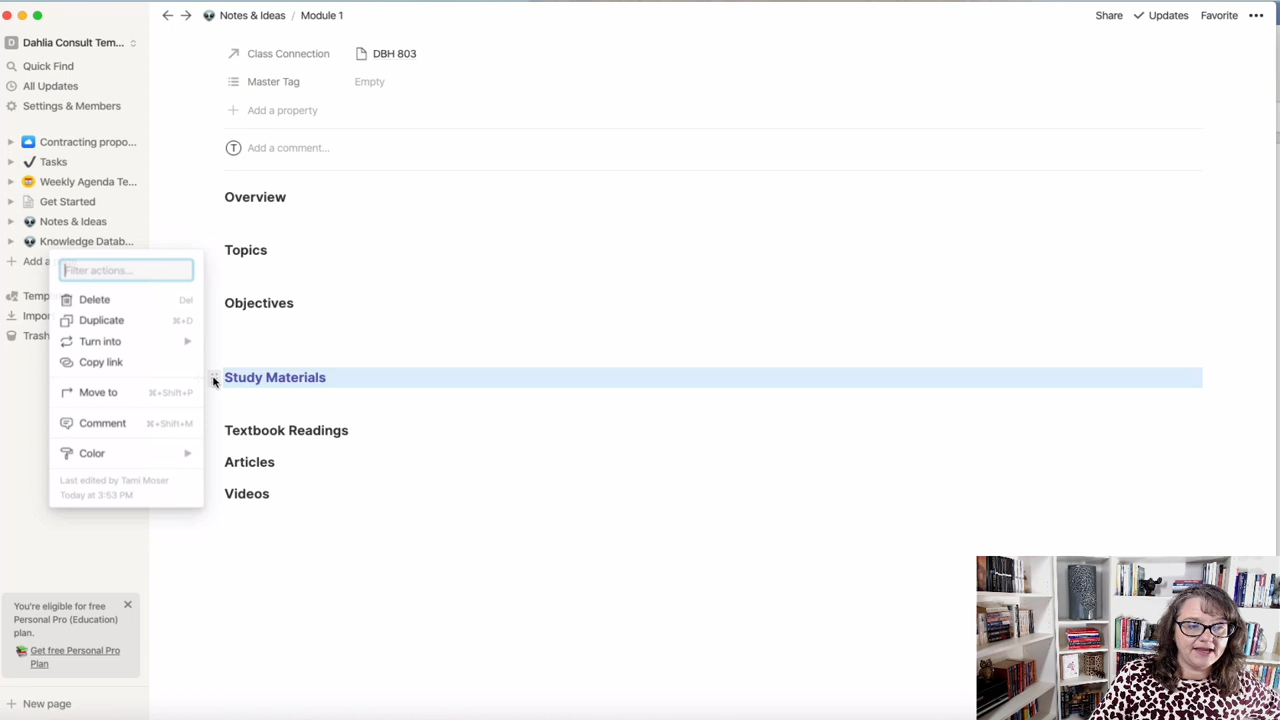 Notes & Ideas / Module 1
Share
Updates
Favorite
D Dahlia Consult Tem...
Quick Find
All Updates
Settings & Members
Contracting propo...
Tasks
Weekly Agenda Te...
Get Started
Notes & Ideas
Knowledge Datab...
Add a
Temp
Impor
Trash
Class Connection DBH 803
Master Tag Empty
Add a property
T Add a comment...
Overview
Topics
Objectives
Study Materials
Textbook Readings
Articles
Videos
Filter actions...
Delete Del
Duplicate ⌘+D
Turn into
Copy link
Move to ⌘+Shift+P
Comment ⌘+Shift+M
Color
Last edited by Tami Moser
Today at 3:53 PM
You're eligible for free
Personal Pro (Education)
plan.
Get free Personal Pro
Plan
New page